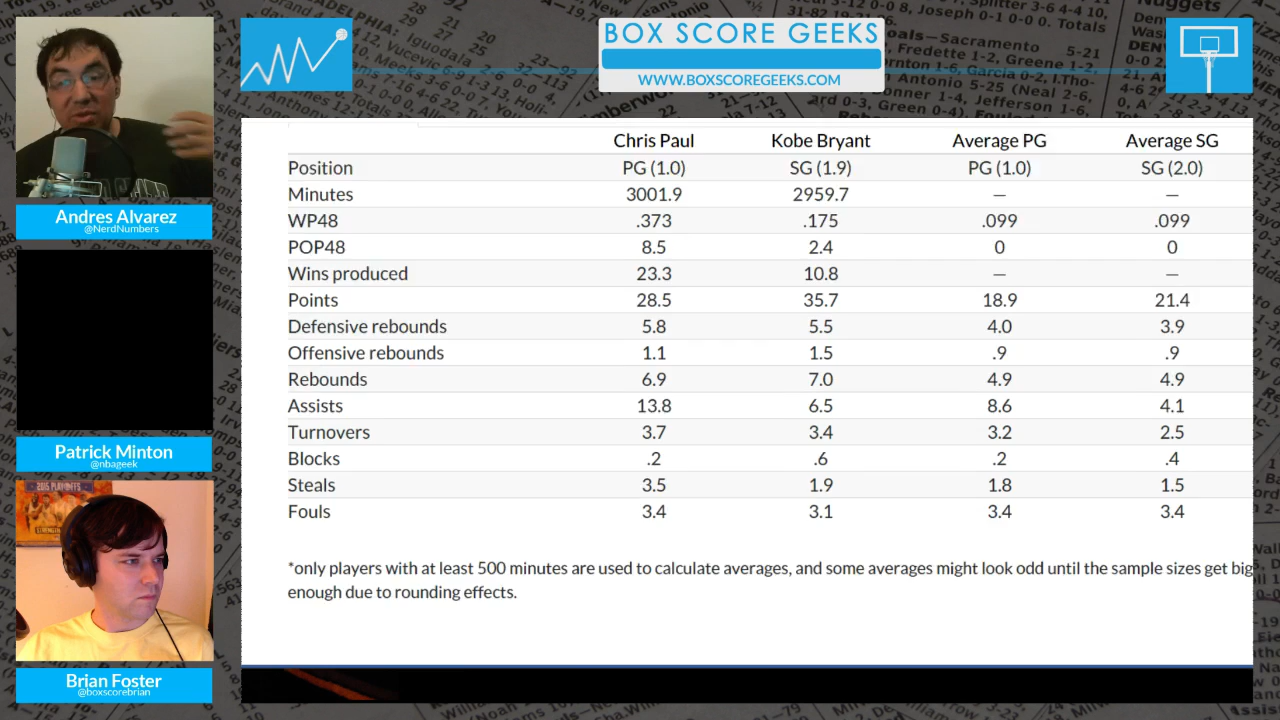 BOX SCORE GEEKS
WWW.BOXSCOREGEEKS.COM
Andres Alvarez
@NerdNumbers
Patrick Minton
@nbageek
Brian Foster
@boxscorebrian
Chris Paul Kobe Bryant Average PG Average SG
Position PG (1.0) SG (1.9) PG (1.0) SG (2.0)
Minutes 3001.9 2959.7 — —
WP48 .373 .175 .099 .099
POP48 8.5 2.4 0 0
Wins produced 23.3 10.8 — —
Points 28.5 35.7 18.9 21.4
Defensive rebounds 5.8 5.5 4.0 3.9
Offensive rebounds 1.1 1.5 .9 .9
Rebounds 6.9 7.0 4.9 4.9
Assists 13.8 6.5 8.6 4.1
Turnovers 3.7 3.4 3.2 2.5
Blocks .2 .6 .2 .4
Steals 3.5 1.9 1.8 1.5
Fouls 3.4 3.1 3.4 3.4
*only players with at least 500 minutes are used to calculate averages, and some averages might look odd until the sample sizes get big
enough due to rounding effects.